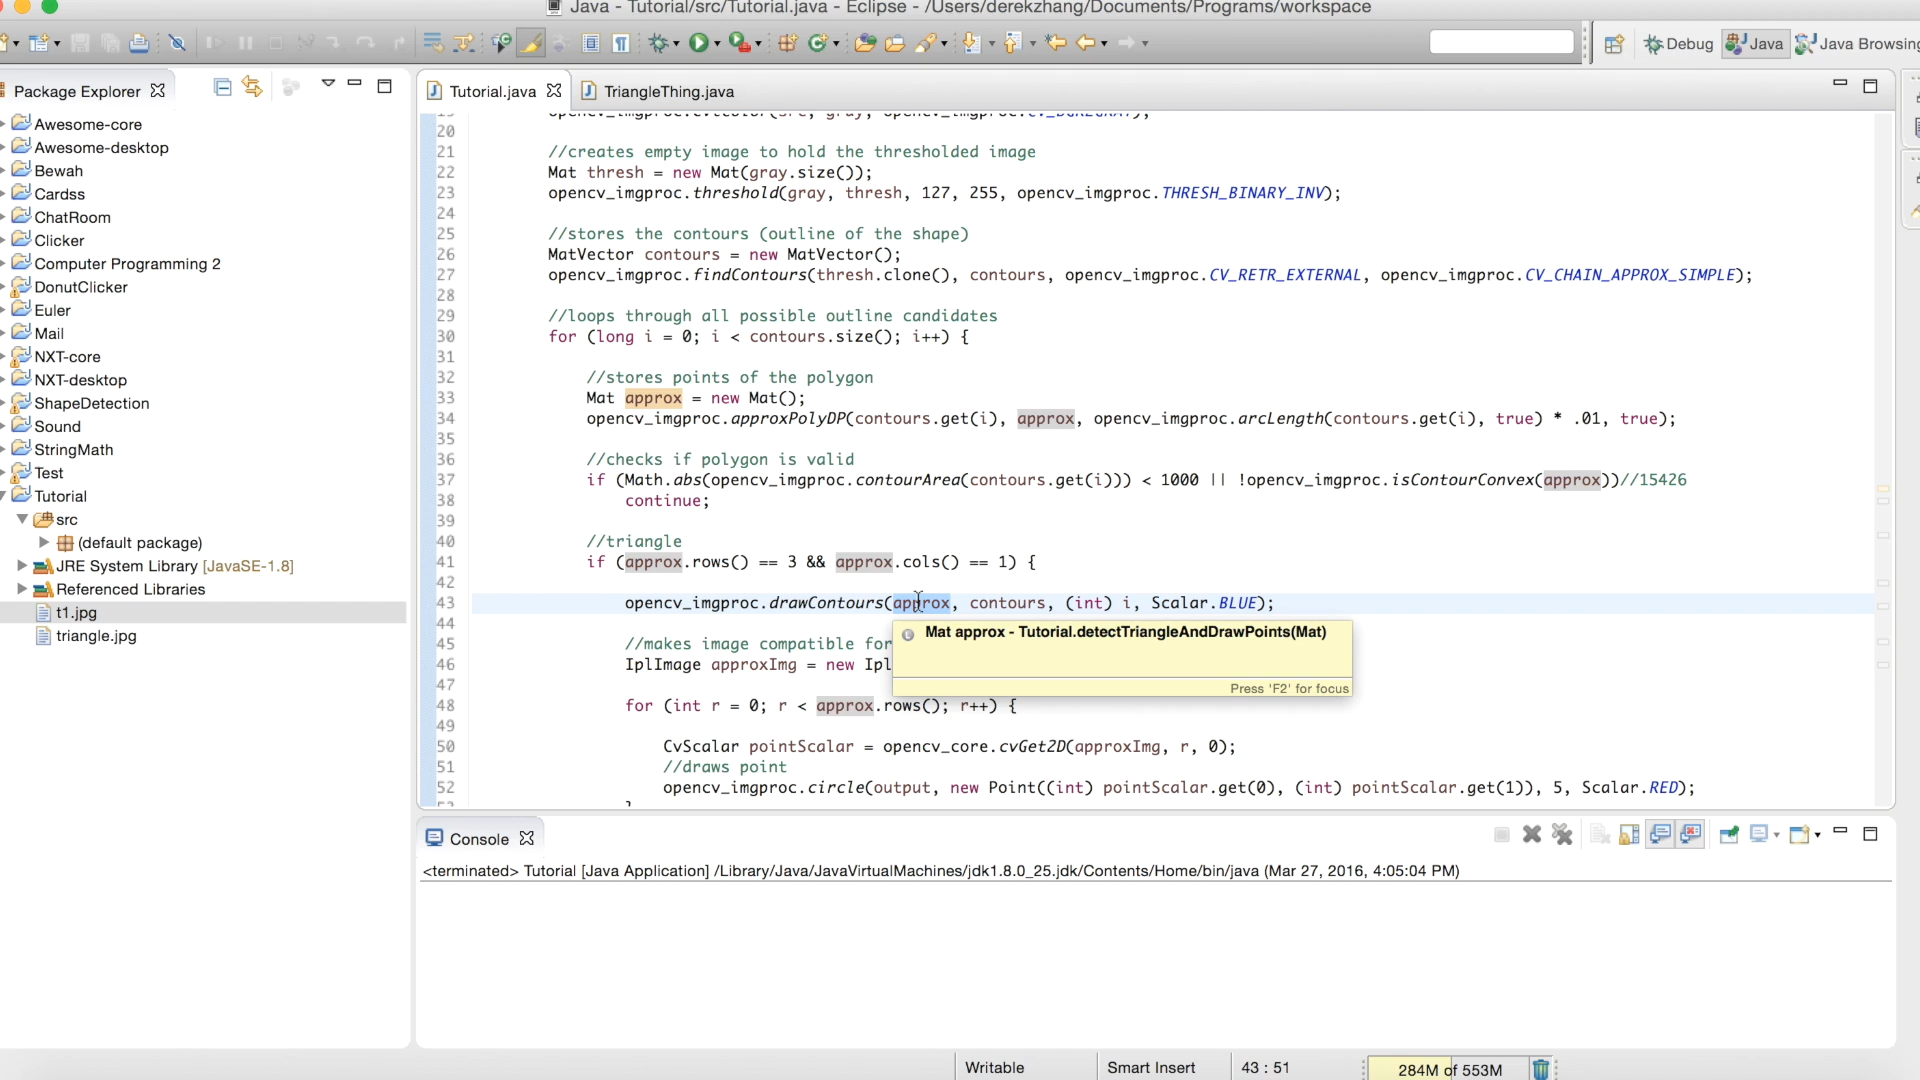 Java - Tutorial/src/Tutorial.java - Eclipse - /Users/derekzhang/Documents/Programs/workspace
Debug
Java
Java Browsing
Package Explorer
Awesome-core
Awesome-desktop
Bewah
Cardss
ChatRoom
Clicker
Computer Programming 2
DonutClicker
Euler
Mail
NXT-core
NXT-desktop
ShapeDetection
Sound
StringMath
Test
Tutorial
src
(default package)
JRE System Library [JavaSE-1.8]
Referenced Libraries
t1.jpg
triangle.jpg
Tutorial.java
TriangleThing.java
20
21 //creates empty image to hold the thresholded image
22 Mat thresh = new Mat(gray.size());
23 opencv_imgproc.threshold(gray, thresh, 127, 255, opencv_imgproc.THRESH_BINARY_INV);
24
25 //stores the contours (outline of the shape)
26 MatVector contours = new MatVector();
27 opencv_imgproc.findContours(thresh.clone(), contours, opencv_imgproc.CV_RETR_EXTERNAL, opencv_imgproc.CV_CHAIN_APPROX_SIMPLE);
28
29 //loops through all possible outline candidates
30 for (long i = 0; i < contours.size(); i++) {
31
32 //stores points of the polygon
33 Mat approx = new Mat();
34 opencv_imgproc.approxPolyDP(contours.get(i), approx, opencv_imgproc.arcLength(contours.get(i), true) * .01, true);
35
36 //checks if polygon is valid
37 if (Math.abs(opencv_imgproc.contourArea(contours.get(i))) < 1000 || !opencv_imgproc.isContourConvex(approx))//15426
38 continue;
39
40 //triangle
41 if (approx.rows() == 3 && approx.cols() == 1) {
42
43 opencv_imgproc.drawContours(approx, contours, (int) i, Scalar.BLUE);
44
Mat approx - Tutorial.detectTriangleAndDrawPoints(Mat)
45 //makes image compatible for
46 IplImage approxImg = new Ipl
47
Press 'F2' for focus
48 for (int r = 0; r < approx.rows(); r++) {
49
50 CvScalar pointScalar = opencv_core.cvGet2D(approxImg, r, 0);
51 //draws point
52 opencv_imgproc.circle(output, new Point((int) pointScalar.get(0), (int) pointScalar.get(1)), 5, Scalar.RED);
Console
<terminated> Tutorial [Java Application] /Library/Java/JavaVirtualMachines/jdk1.8.0_25.jdk/Contents/Home/bin/java (Mar 27, 2016, 4:05:04 PM)
Writable
Smart Insert
43 : 51
284M of 553M